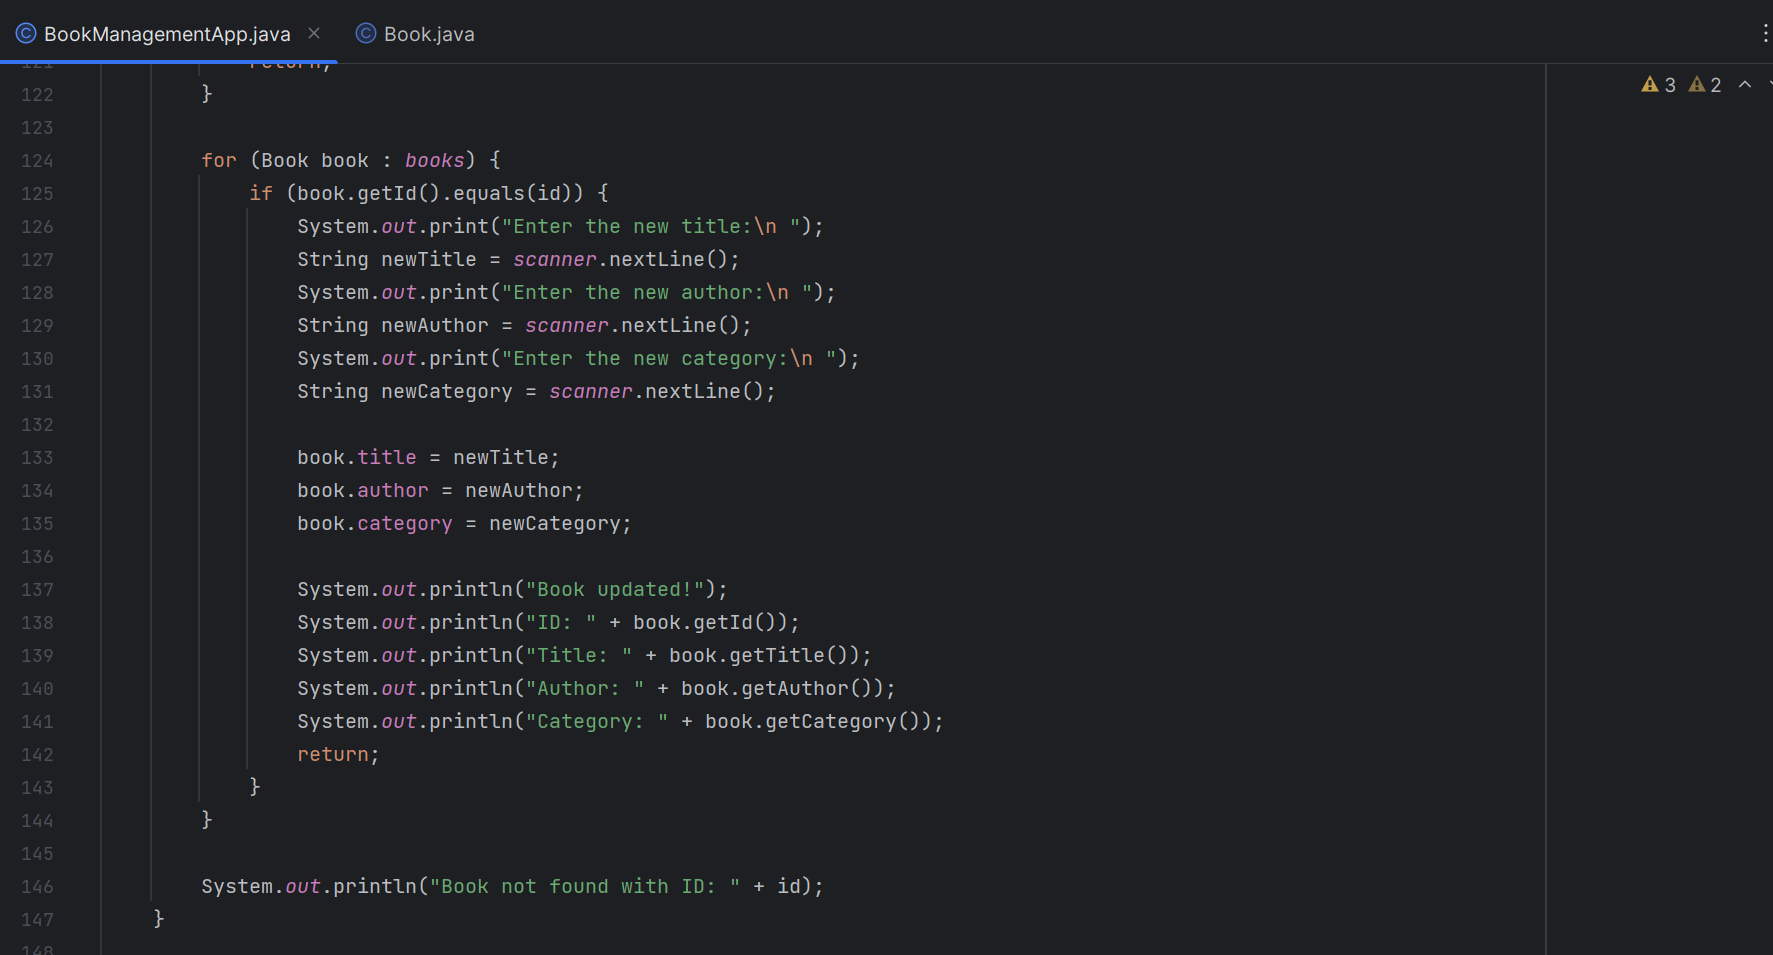 BookManagementApp.java Book.java
121 return;
122 }
3 2
123
124 for (Book book : books) {
125 if (book.getId().equals(id)) {
126 System.out.print("Enter the new title:\n ");
127 String newTitle = scanner.nextLine();
128 System.out.print("Enter the new author:\n ");
129 String newAuthor = scanner.nextLine();
130 System.out.print("Enter the new category:\n ");
131 String newCategory = scanner.nextLine();
132
133 book.title = newTitle;
134 book.author = newAuthor;
135 book.category = newCategory;
136
137 System.out.println("Book updated!");
138 System.out.println("ID: " + book.getId());
139 System.out.println("Title: " + book.getTitle());
140 System.out.println("Author: " + book.getAuthor());
141 System.out.println("Category: " + book.getCategory());
142 return;
143 }
144 }
145
146 System.out.println("Book not found with ID: " + id);
147 }
148